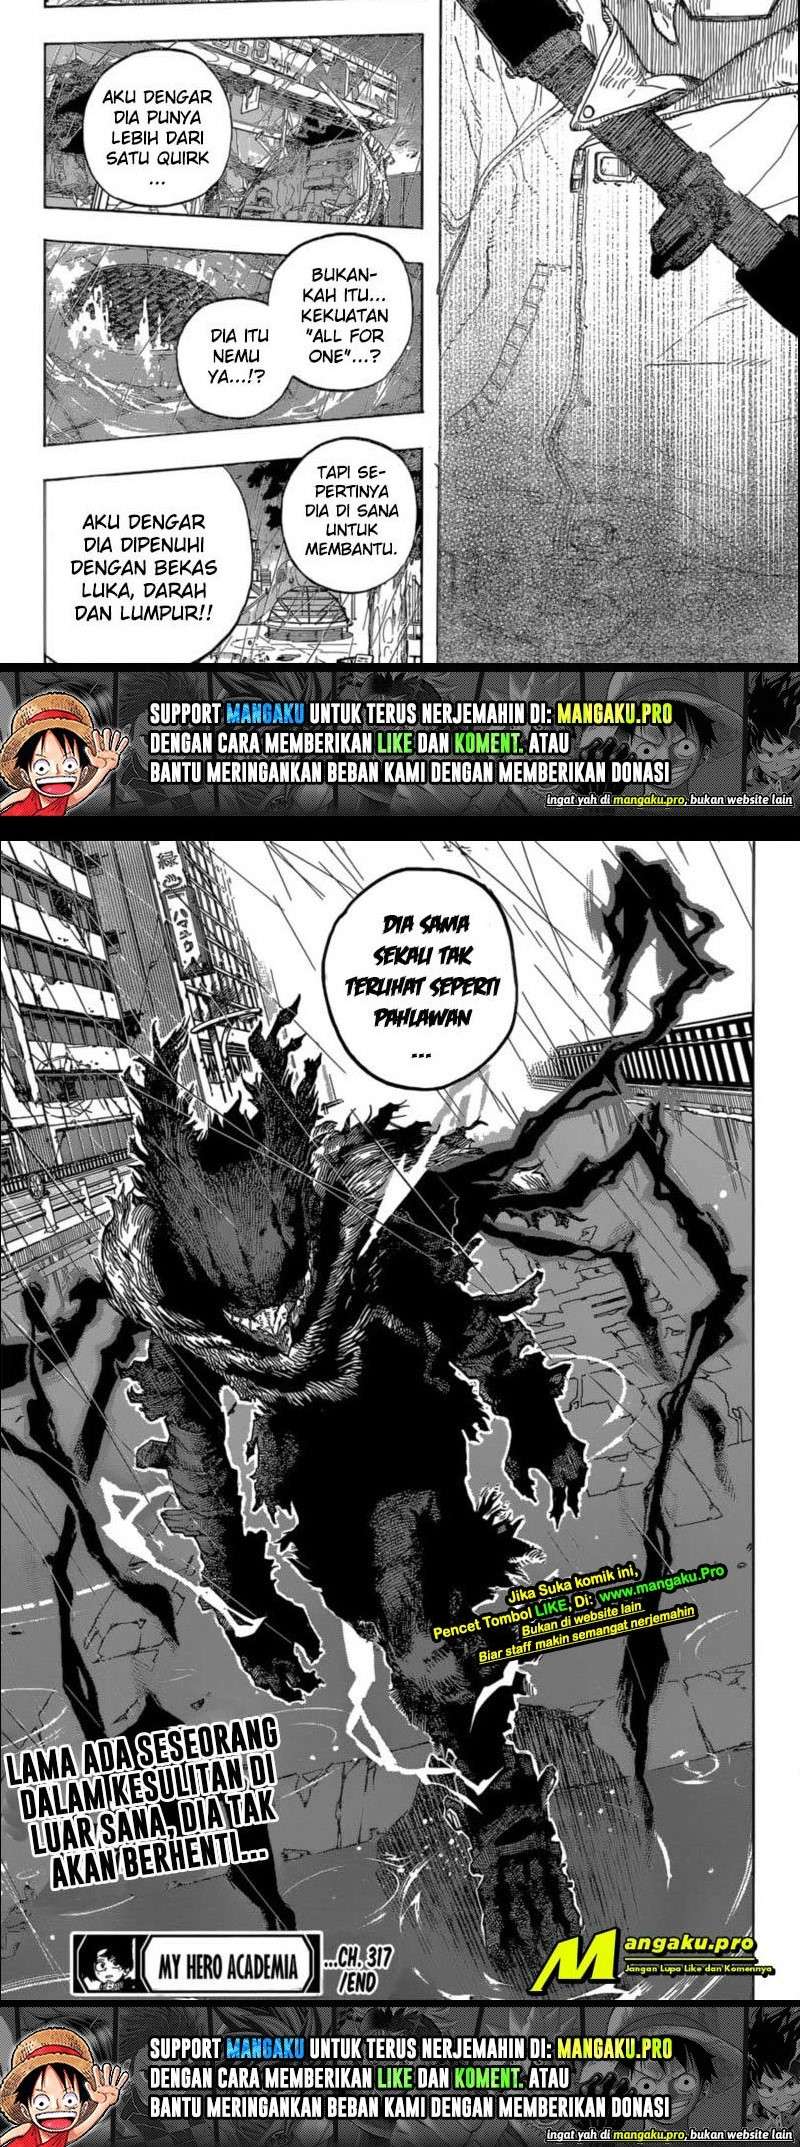 AKU DENGAR
DIA PUNYA
LEBIH DARI
SATU QUIRK
...
BUKAN-
KAH ITU...
KEKUATAN
"ALL FOR
ONE"...?
DIA ITU
NEMU
YA...!?
TAPI SE-
PERTINYA
DIA DI SANA
UNTUK
MEMBANTU.
AKU DENGAR
DIA DIPENUHI
DENGAN BEKAS
LUKA, DARAH
DAN LUMPUR!!
SUPPORT MANGAKU UNTUK TERUS NERJEMAHIN DI: MANGAKU.PRO
DENGAN CARA MEMBERIKAN LIKE DAN KOMENT. ATAU
BANTU MERINGANKAN BEBAN KAMI DENGAN MEMBERIKAN DONASI
ingat yah di mangaku.pro, bukan website lain
DIA SAMA
SEKALI TAK
TERLIHAT SEPERTI
PAHLAWAN
...
Jika Suka komik ini,
Pencet Tombol LIKE, Di: www.mangaku.Pro
Bukan di website lain
Biar staff makin semangat nerjemahin
LAMA ADA SESEORANG
DALAM KESULITAN DI
LUAR SANA, DIA TAK
AKAN BERHENTI...
MY HERO ACADEMIA
...CH. 317
/END
Mangaku.pro
Jangan Lupa Like dan Komennya
SUPPORT MANGAKU UNTUK TERUS NERJEMAHIN DI: MANGAKU.PRO
DENGAN CARA MEMBERIKAN LIKE DAN KOMENT. ATAU
BANTU MERINGANKAN BEBAN KAMI DENGAN MEMBERIKAN DONASI
ingat yah di mangaku.pro, bukan website lain